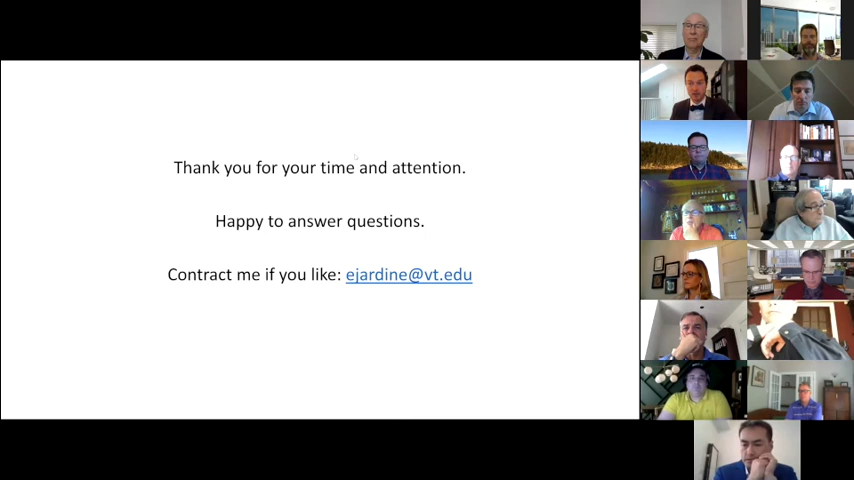 Thank you for your time and attention.
Happy to answer questions.
Contract me if you like: ejardine@vt.edu